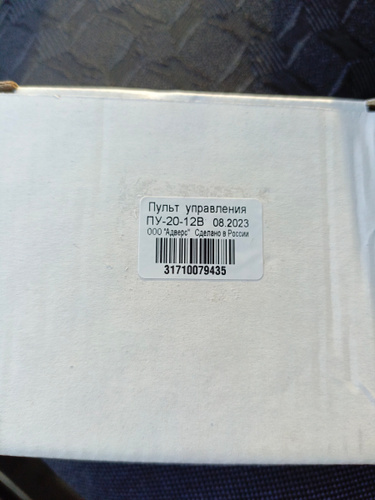 Пульт управления
ПУ-20-12В 08.2023
ООО "Адверс" Сделано в России
31710079435